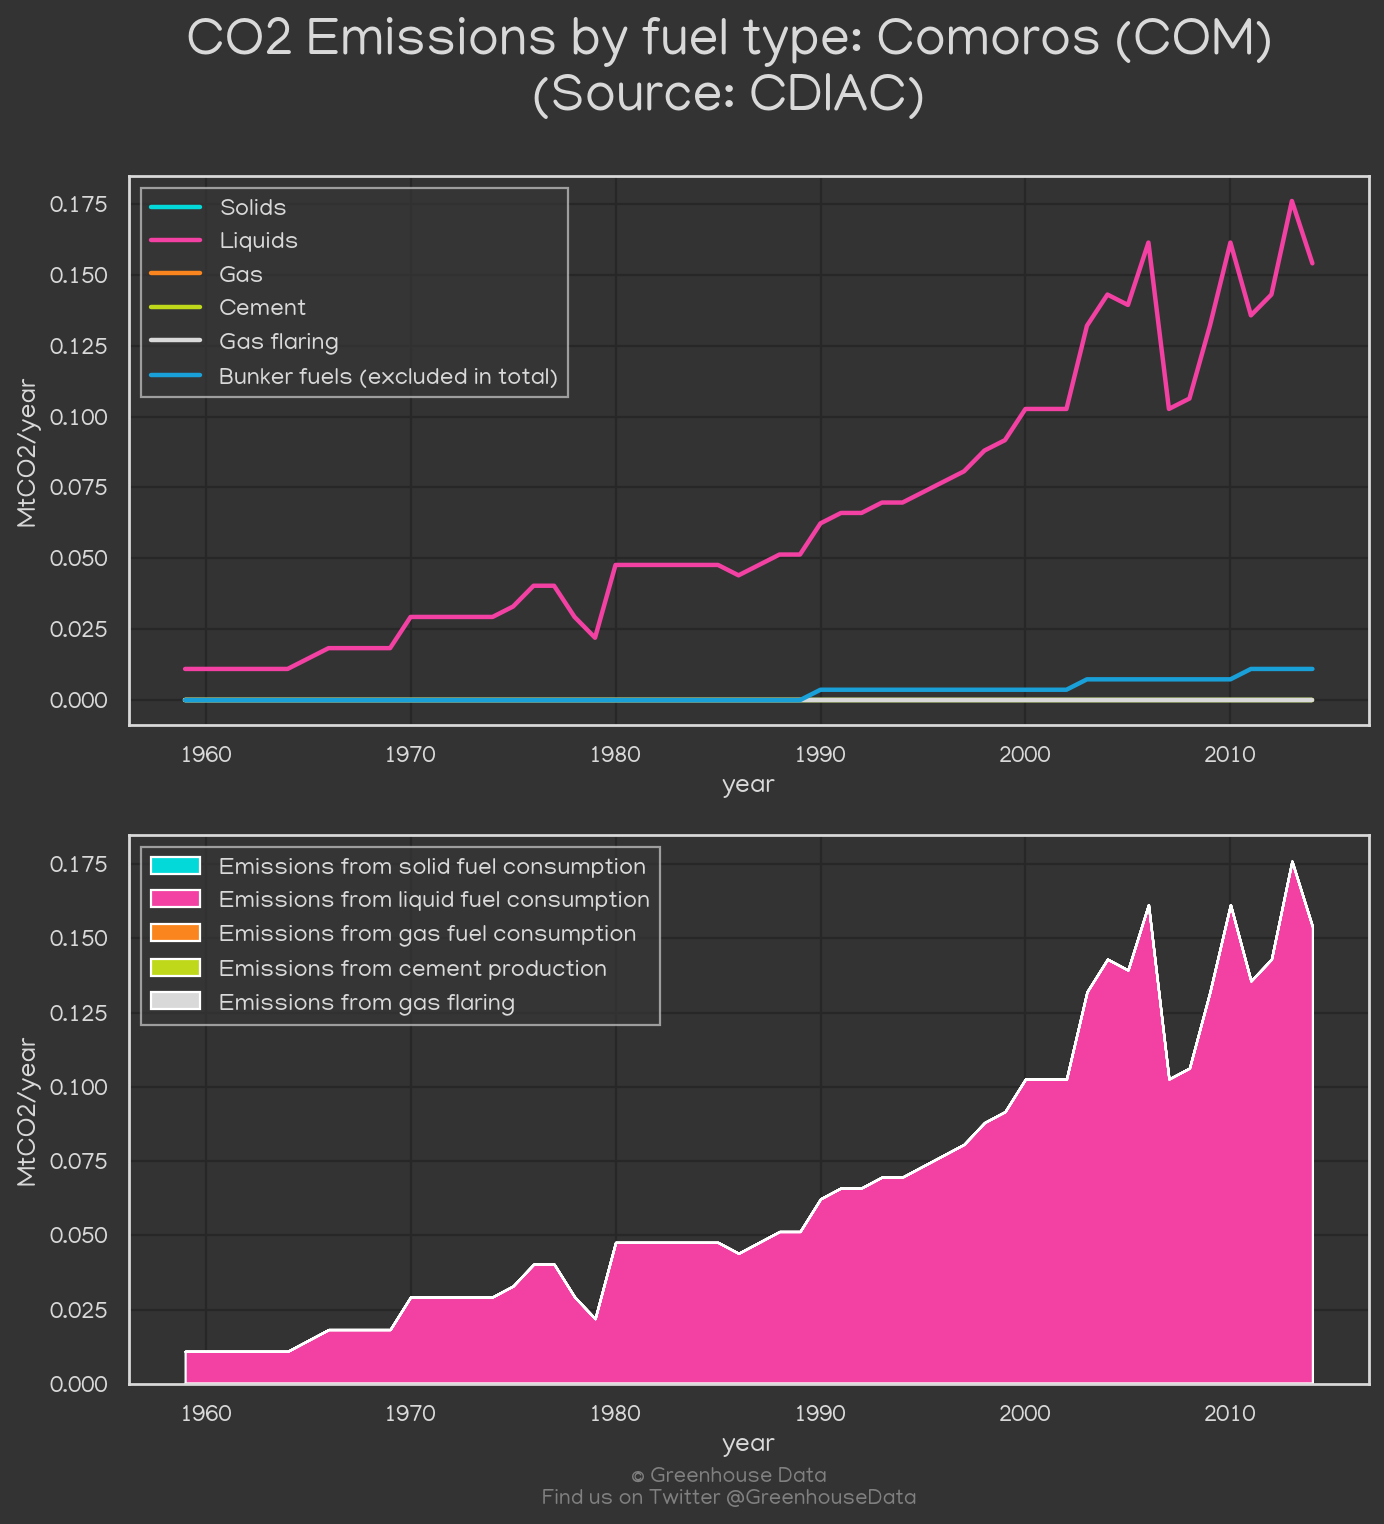 CO2 Emissions by fuel type: Comoros (COM)
(Source: CDIAC)
Solids
Liquids
Gas
Cement
Gas flaring
Bunker fuels (excluded in total)
MtCO2/year
0.175
0.150
0.125
0.100
0.075
0.050
0.025
0.000
1960 1970 1980 1990 2000 2010
year
Emissions from solid fuel consumption
Emissions from liquid fuel consumption
Emissions from gas fuel consumption
Emissions from cement production
Emissions from gas flaring
MtCO2/year
0.175
0.150
0.125
0.100
0.075
0.050
0.025
0.000
1960 1970 1980 1990 2000 2010
year
© Greenhouse Data
Find us on Twitter @GreenhouseData